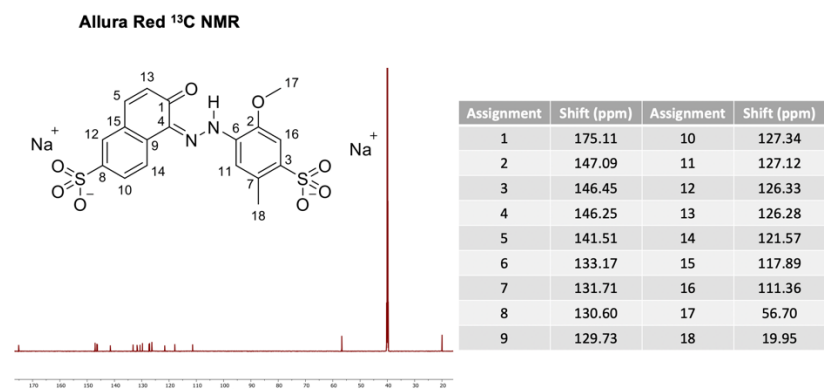 Allura Red ¹³C NMR
17
13
O
H
O
5
1
2
15
4
N
N
6
16
Na⁺
12
9
Na⁺
O
S
8
14
11
3
O
O
O⁻
10
7
S
O
O⁻
18
Assignment Shift (ppm) Assignment Shift (ppm)
1 175.11 10 127.34
2 147.09 11 127.12
3 146.45 12 126.33
4 146.25 13 126.28
5 141.51 14 121.57
6 133.17 15 117.89
7 131.71 16 111.36
8 130.60 17 56.70
9 129.73 18 19.95
170 160 150 140 130 120 110 100 90 80 70 60 50 40 30 20